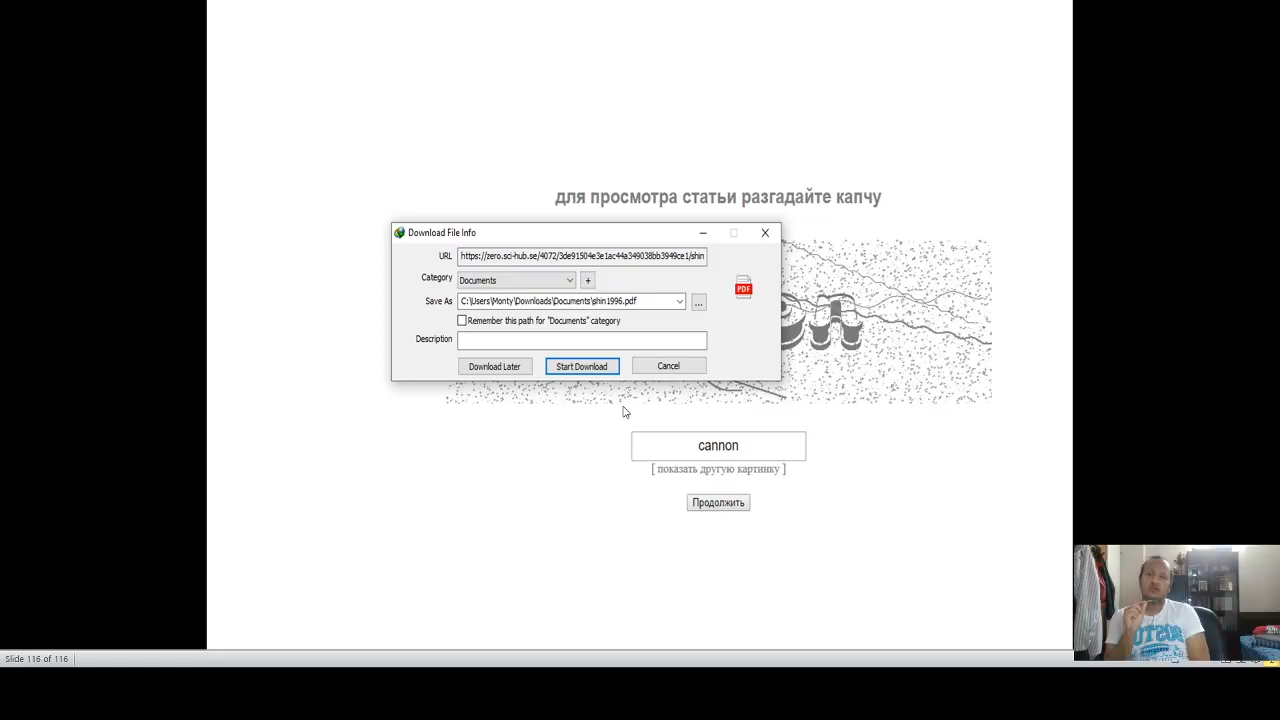 для просмотра статьи разгадайте капчу
Download File Info
URL https://zero.sci-hub.se/4072/3de91504e3e1ac44a349038bb3949ce1/shin
Category Documents +
PDF
Save As C:\Users\Monty\Downloads\Documents\shin1996.pdf ...
Remember this path for "Documents" category
Description
Download Later Start Download Cancel
cannon
[ показать другую картинку ]
Продолжить
Slide 116 of 116